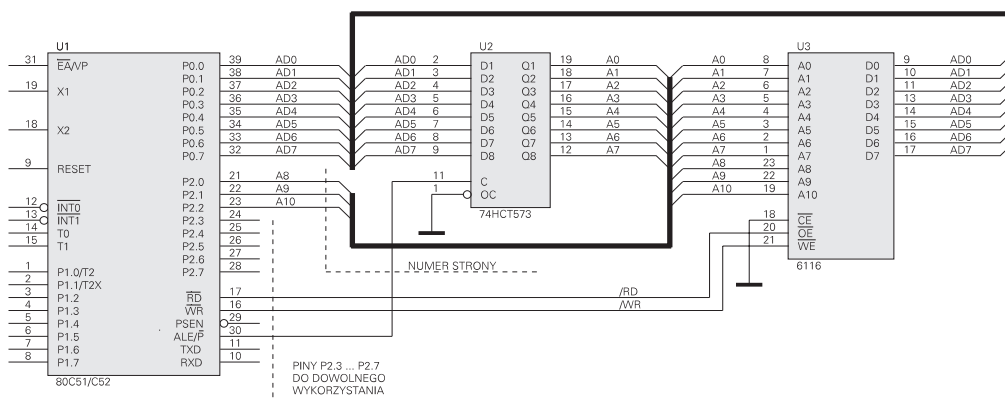 U1
31 EA/VP P0.0 39 AD0
P0.1 38 AD1
19 X1 P0.2 37 AD2
P0.3 36 AD3
P0.4 35 AD4
18 X2 P0.5 34 AD5
P0.6 33 AD6
P0.7 32 AD7
9 RESET
P2.0 21 A8
P2.1 22 A9
12 INT0 P2.2 23 A10
13 INT1 P2.3 24
14 T0 P2.4 25
15 T1 P2.5 26
P2.6 27
1 P1.0/T2 P2.7 28
2 P1.1/T2X
3 P1.2 RD 17
4 P1.3 WR 16
5 P1.4 PSEN 29
6 P1.5 ALE/P 30
7 P1.6 TXD 11
8 P1.7 RXD 10
80C51/C52
U2
AD0 2 D1 Q1 19 A0
AD1 3 D2 Q2 18 A1
AD2 4 D3 Q3 17 A2
AD3 5 D4 Q4 16 A3
AD4 6 D5 Q5 15 A4
AD5 7 D6 Q6 14 A5
AD6 8 D7 Q7 13 A6
AD7 9 D8 Q8 12 A7
11 C
1 OC
74HCT573
U3
A0 8 A0 D0 9 AD0
A1 7 A1 D1 10 AD1
A2 6 A2 D2 11 AD2
A3 5 A3 D3 13 AD3
A4 4 A4 D4 14 AD4
A5 3 A5 D5 15 AD5
A6 2 A6 D6 16 AD6
A7 1 A7 D7 17 AD7
A8 23 A8
A9 22 A9
A10 19 A10
18 CE
20 OE
21 WE
6116
NUMER STRONY
/RD
/WR
PINY P2.3 ... P2.7
DO DOWOLNEGO
WYKORZYSTANIA